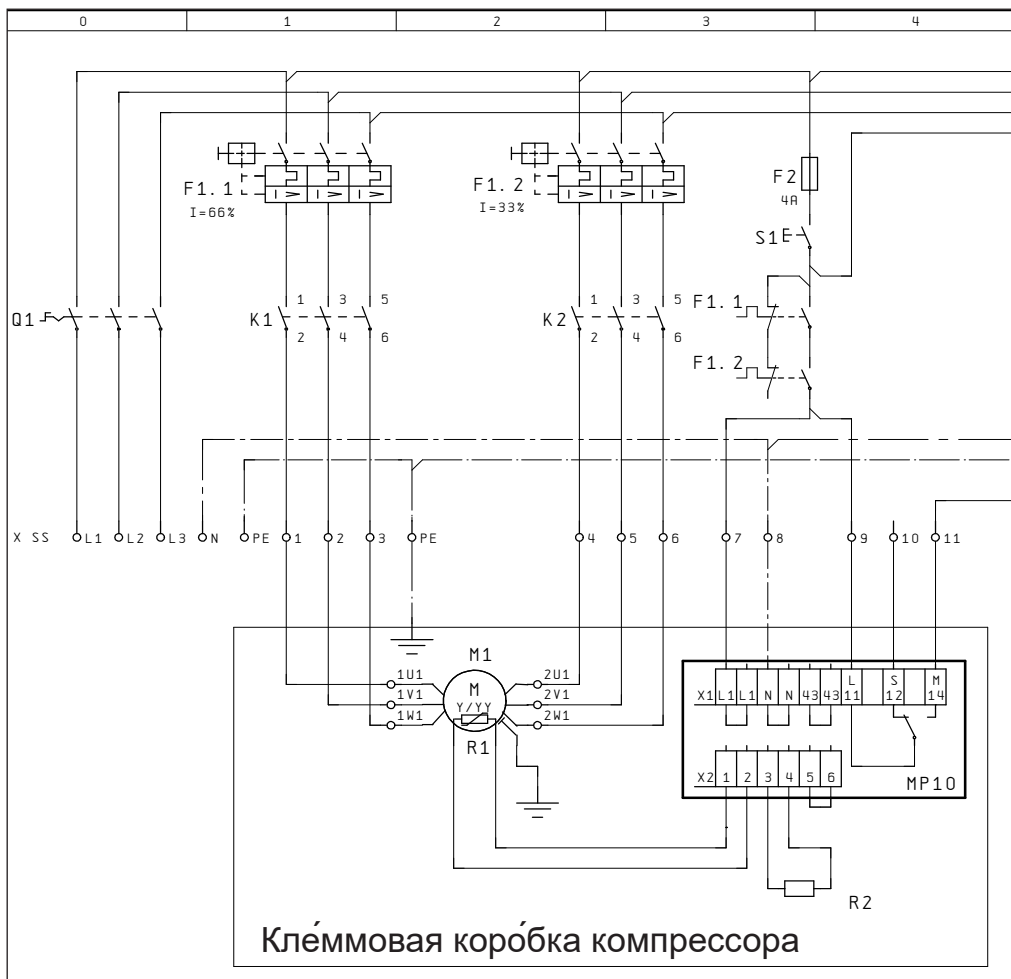 0 1 2 3 4
F1.1
I=66%
F1.2
I=33%
I > I > I >
I > I > I >
F2
4A
S1
Q1
K1
1 3 5
2 4 6
K2
1 3 5
2 4 6
F1.1
F1.2
X SS L1 L2 L3 N PE 1 2 3 PE 4 5 6 7 8 9 10 11
M1
1U1
1V1
1W1
M
Y/YY
2U1
2V1
2W1
R1
L S M
X1 L1 L1 N N 43 43 11 12 14
X2 1 2 3 4 5 6
MP10
R2
Кле́ммовая коро́бка компрессора